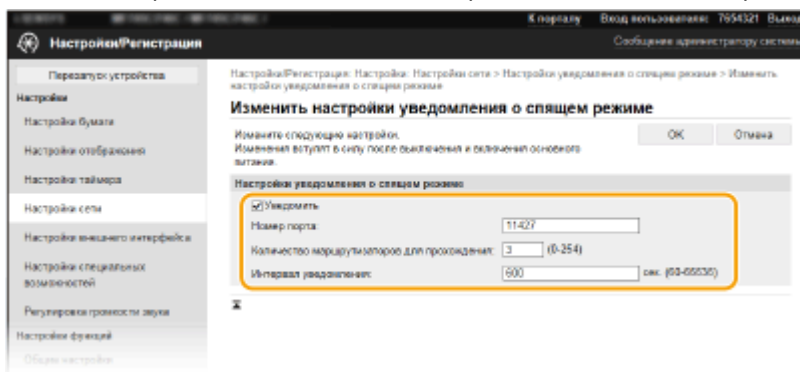 К порталу Вход пользователя: 7654321 Выход
Настройки/Регистрация
Сообщение администратору системы
Перезапуск устройства
Настройки
Настройки бумаги
Настройки отображения
Настройки таймера
Настройки сети
Настройки внешнего интерфейса
Настройки специальных
возможностей
Регулировка громкости звука
Настройки функций
Общие настройки
Настройки/Регистрация: Настройки: Настройки сети > Настройки уведомления о спящем режиме > Изменить
настройки уведомления о спящем режиме
Изменить настройки уведомления о спящем режиме
Измените следующие настройки.
Изменения вступят в силу после выключения и включения основного
питания.
OK Отмена
Настройки уведомления о спящем режиме
Уведомить
Номер порта: 11427
Количество маршрутизаторов для прохождения: 3 (0-254)
Интервал уведомления: 600 сек. (60-65535)